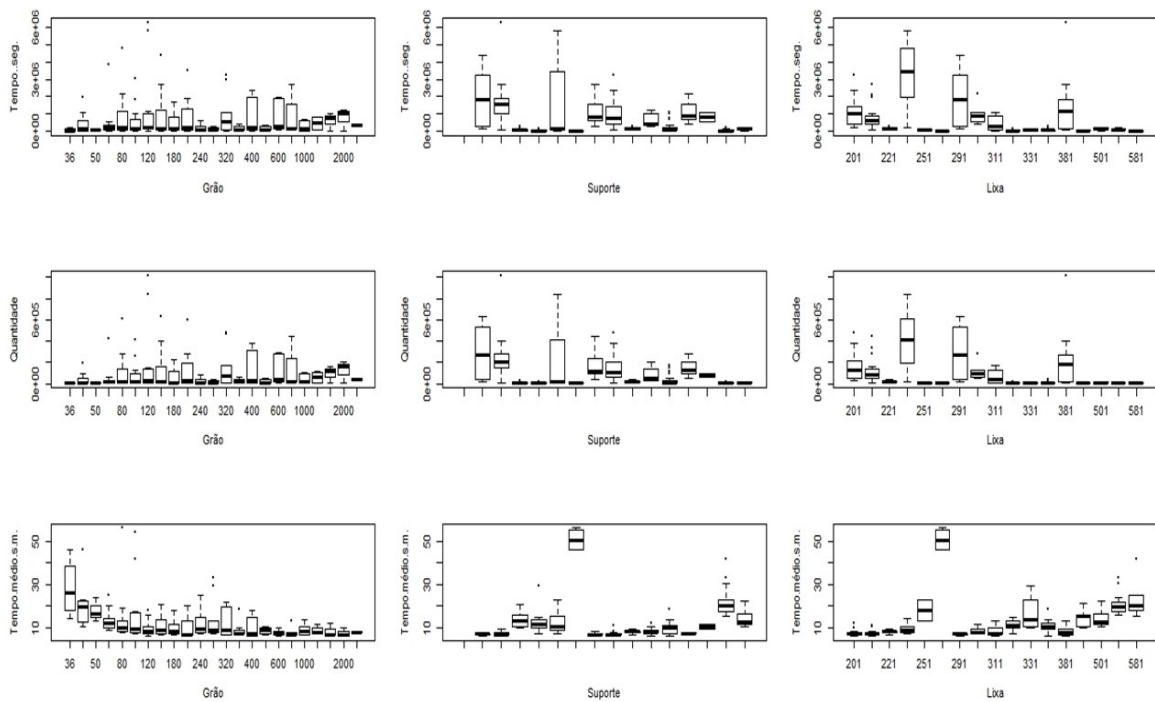 Tempo..seg.
0e+00 3e+06 6e+06
36 50 80 120 180 240 320 400 600 1000 2000
Grão
Tempo..seg.
0e+00 3e+06 6e+06
Suporte
Tempo..seg.
0e+00 3e+06 6e+06
201 221 251 291 311 331 381 501 581
Lixa
Quantidade
0e+00 6e+05
36 50 80 120 180 240 320 400 600 1000 2000
Grão
Quantidade
0e+00 6e+05
Suporte
Quantidade
0e+00 6e+05
201 221 251 291 311 331 381 501 581
Lixa
Tempo.médio.s.m.
10 30 50
36 50 80 120 180 240 320 400 600 1000 2000
Grão
Tempo.médio.s.m.
10 30 50
Suporte
Tempo.médio.s.m.
10 30 50
201 221 251 291 311 331 381 501 581
Lixa